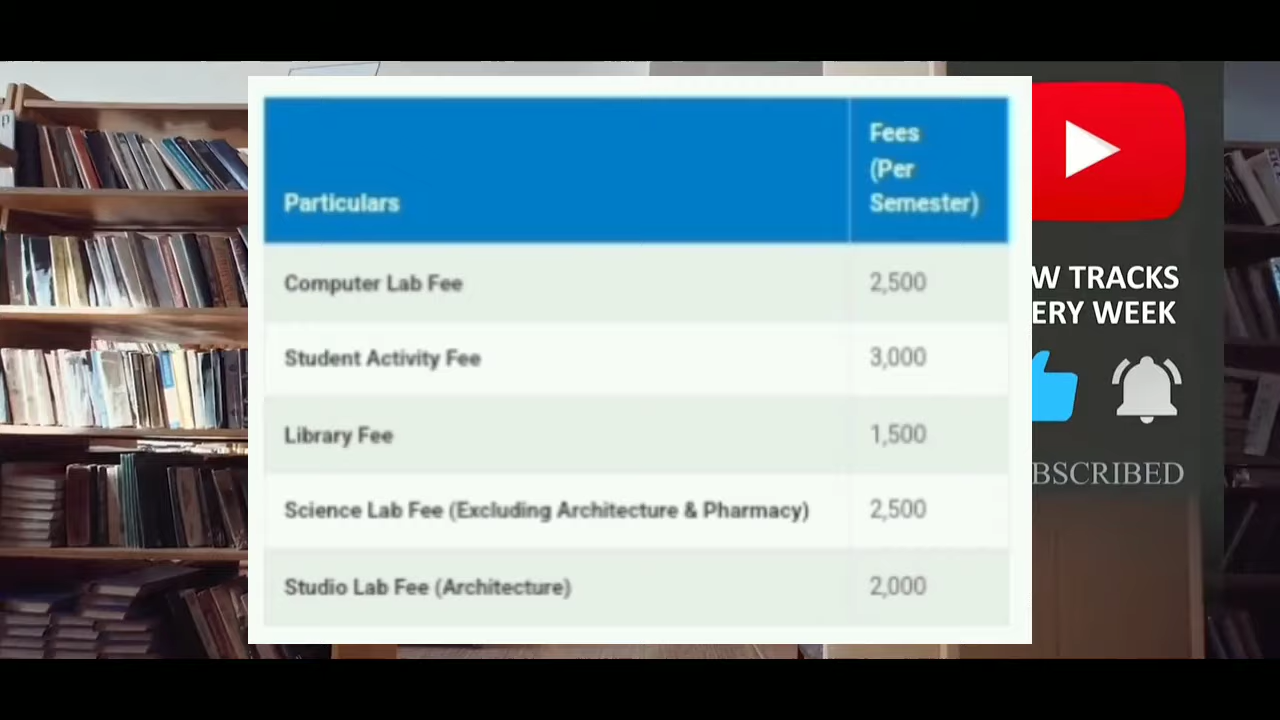 Particulars
Fees
(Per
Semester)
Computer Lab Fee 2,500
Student Activity Fee 3,000
Library Fee 1,500
Science Lab Fee (Excluding Architecture & Pharmacy) 2,500
Studio Lab Fee (Architecture) 2,000
W TRACKS
ERY WEEK
BSCRIBED